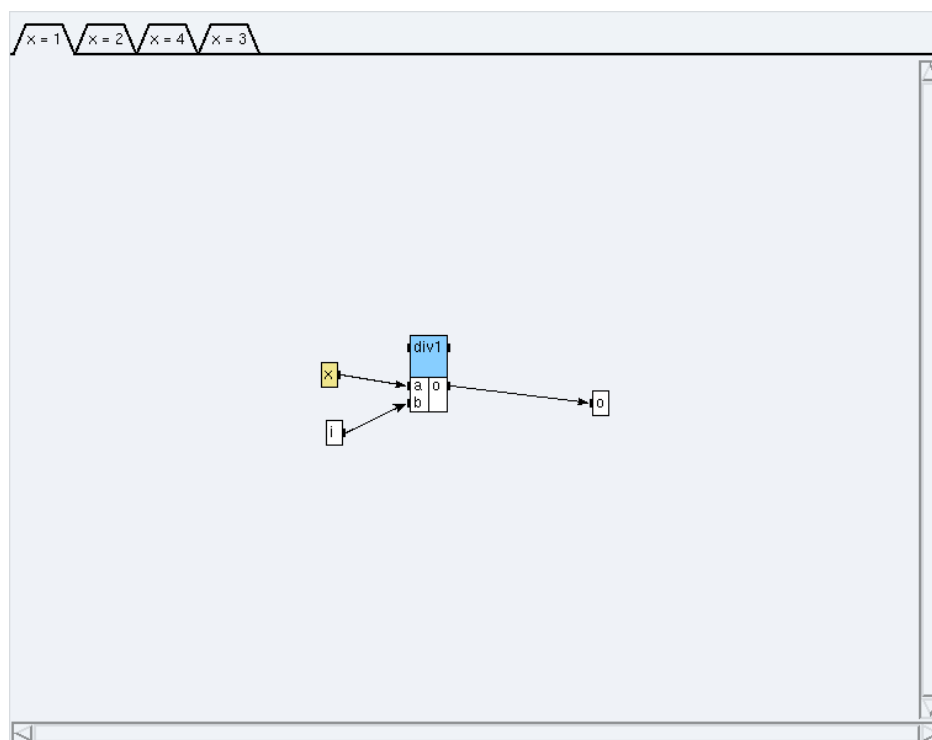 x = 1 x = 2 x = 4 x = 3
div1
x
a o
b
i
o